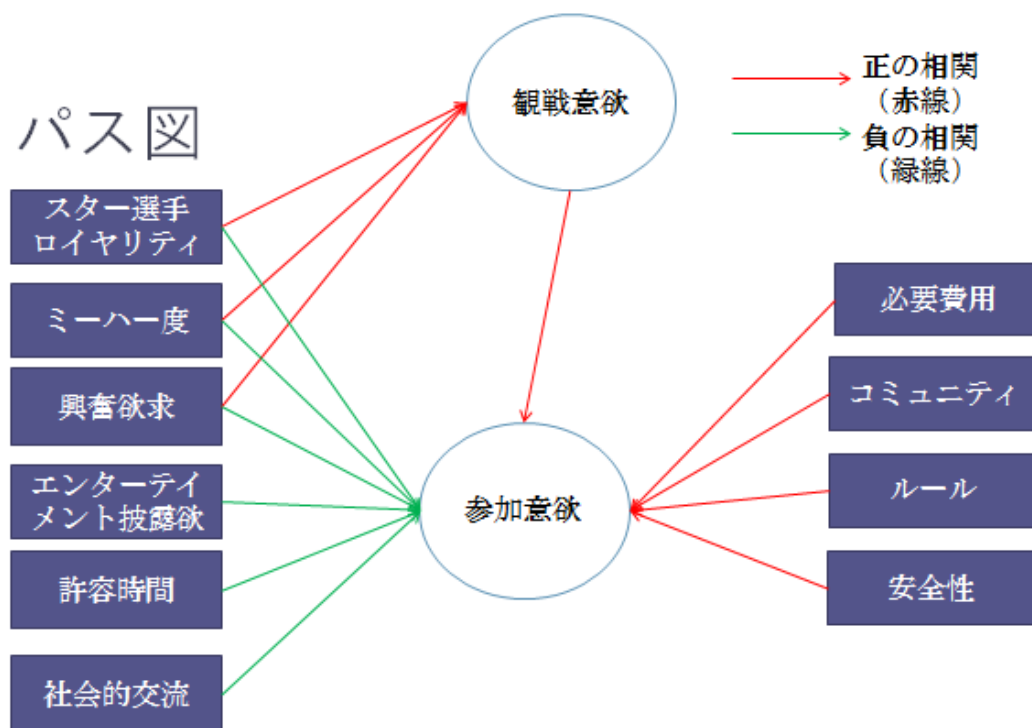 パス図
観戦意欲
正の相関
（赤線）
負の相関
（緑線）
スター選手
ロイヤリティ
ミーハー度
興奮欲求
エンターテイ
メント披露欲
許容時間
社会的交流
参加意欲
必要費用
コミュニティ
ルール
安全性